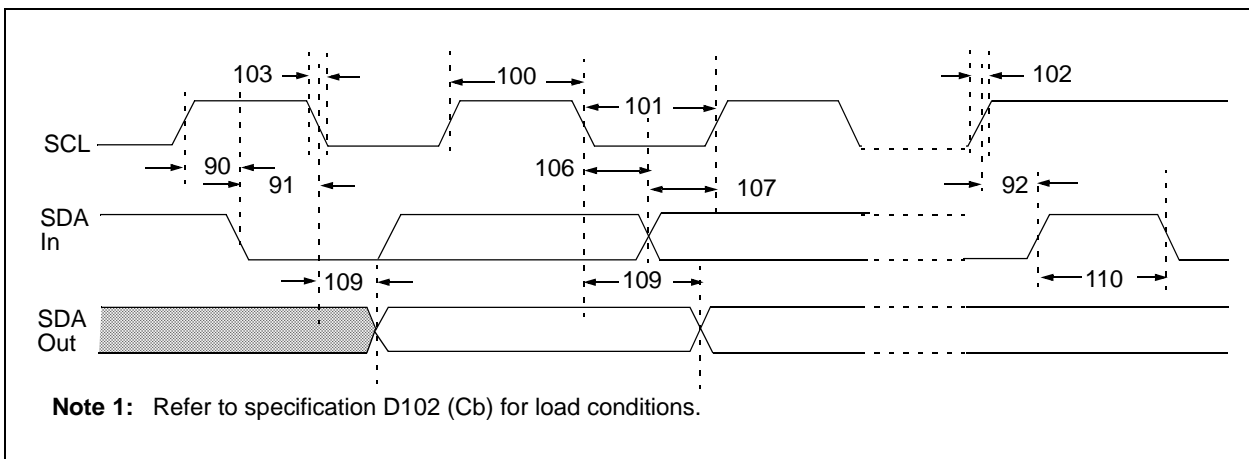 103
100
101
102
SCL
90
91
106
107
92
SDA
In
109
109
110
SDA
Out
Note 1: Refer to specification D102 (Cb) for load conditions.